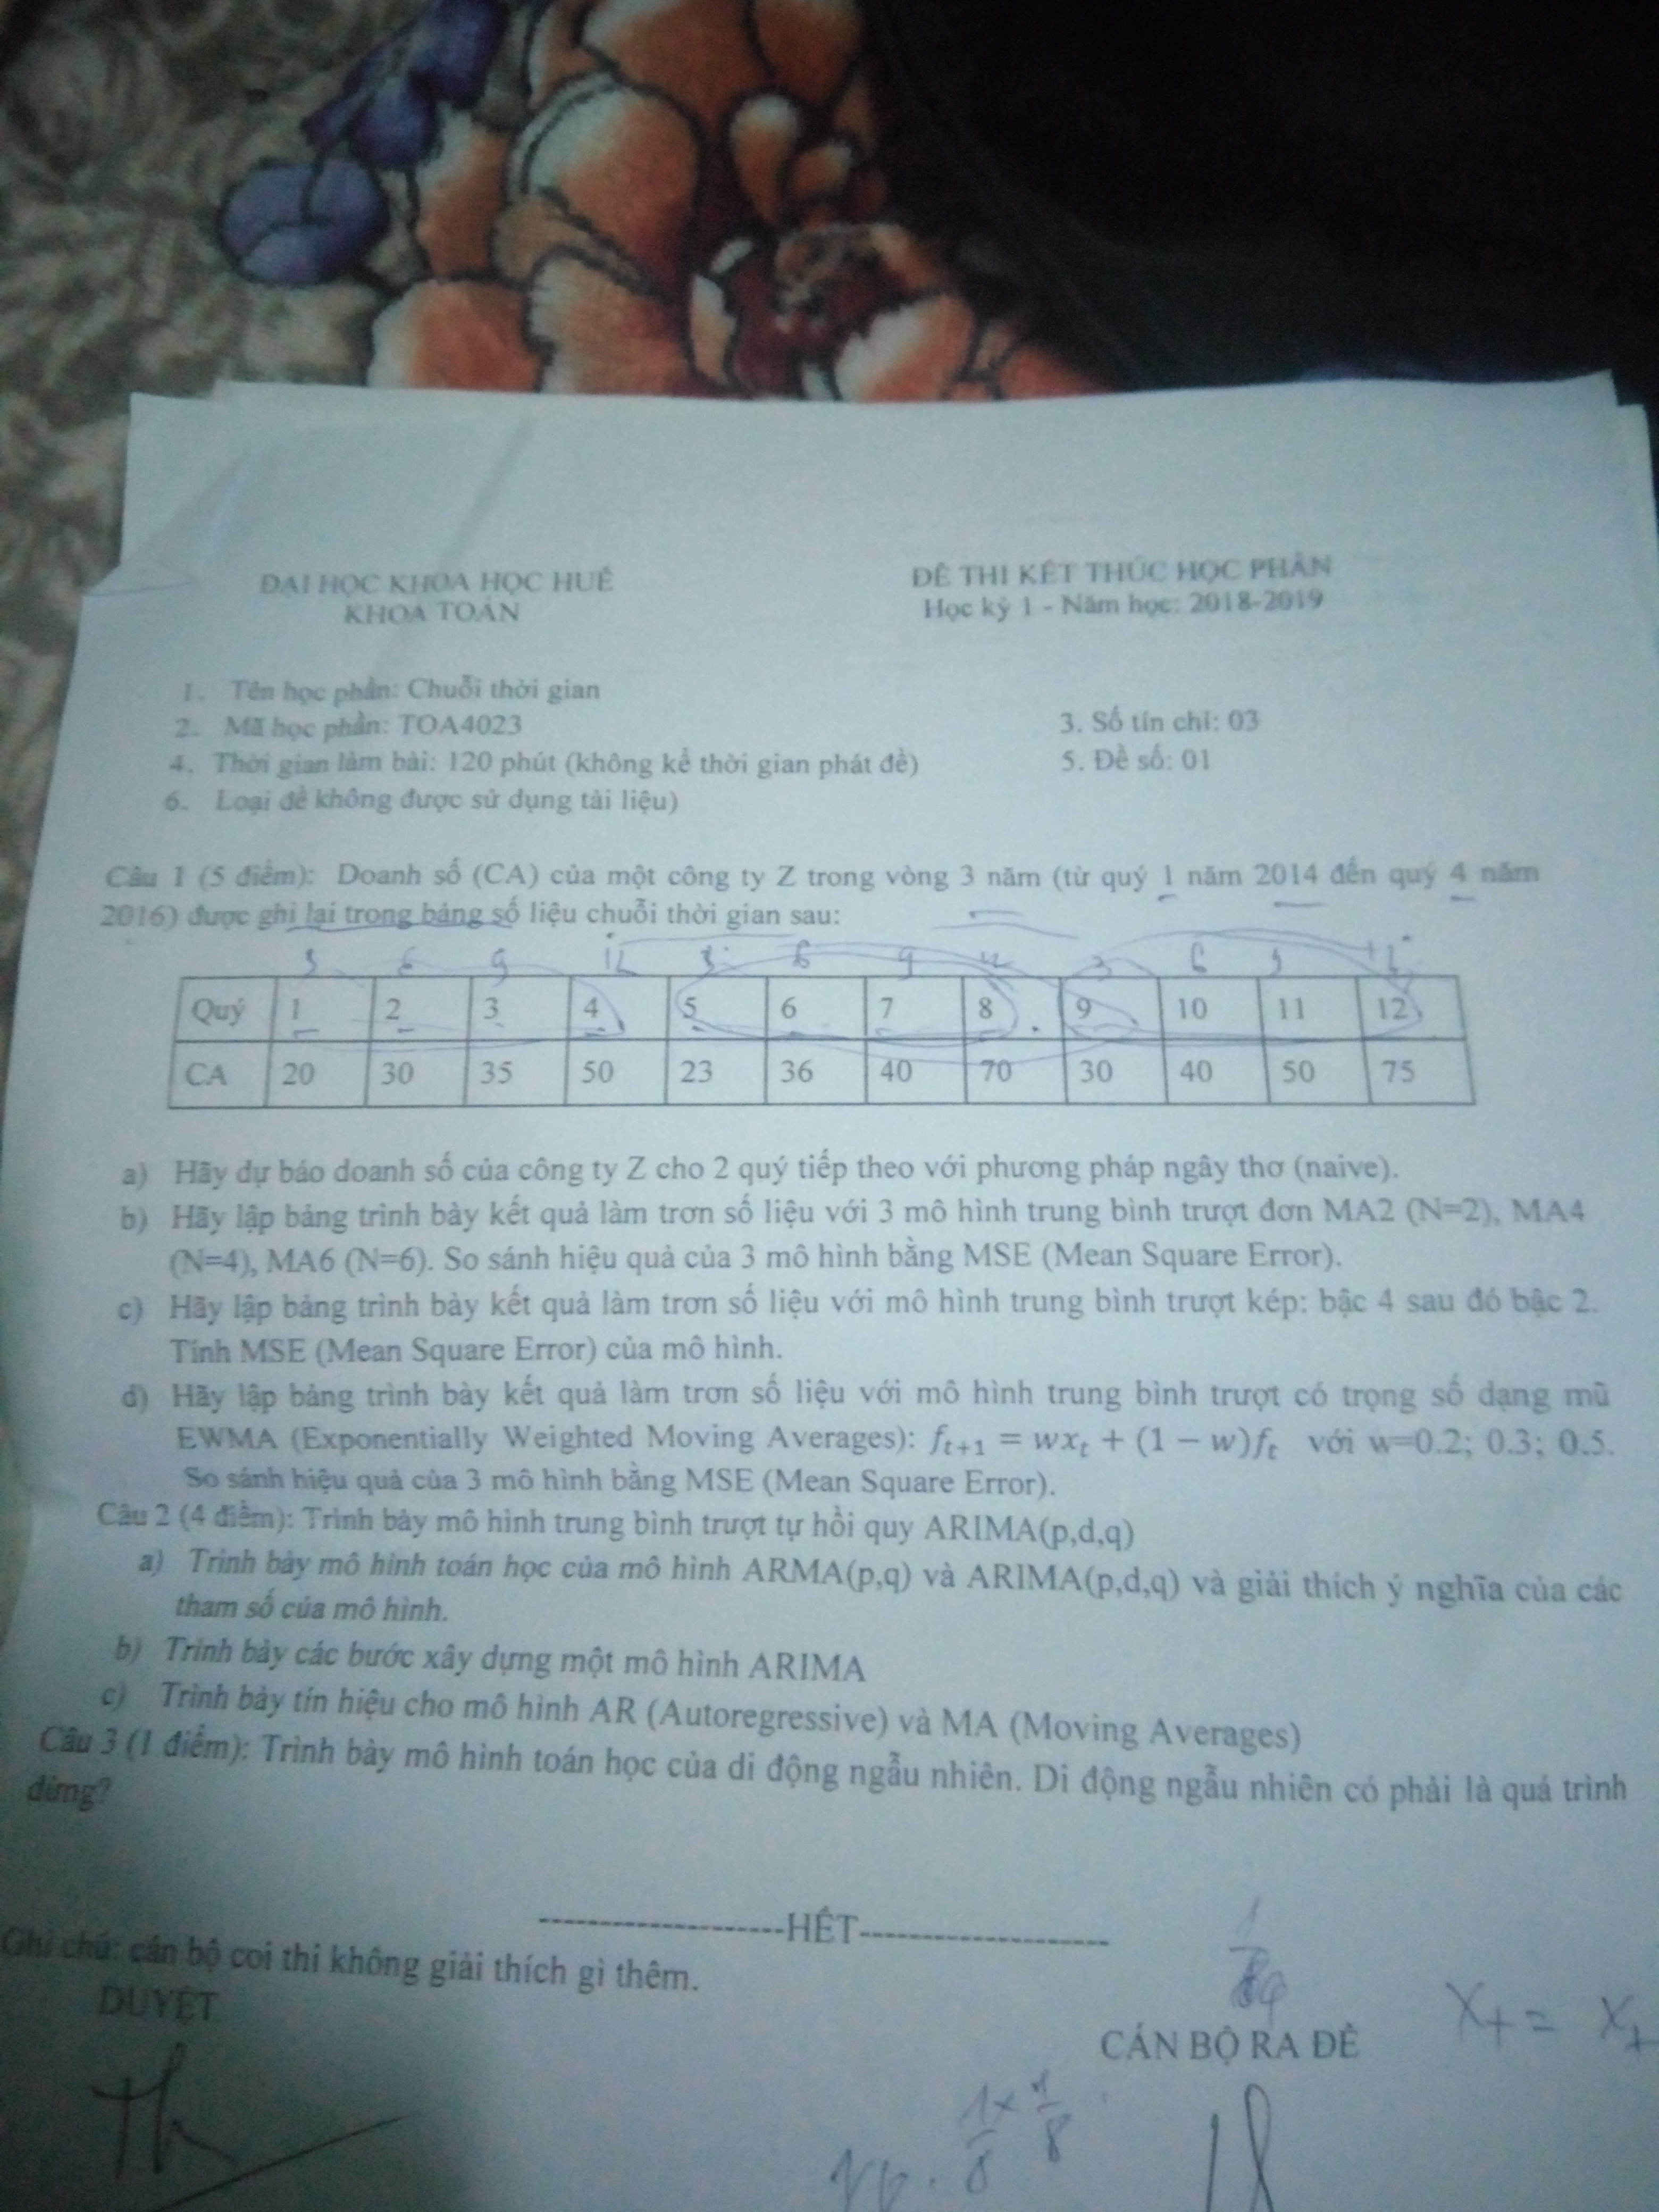 ĐẠI HỌC KHOA HỌC HUẾ
KHOA TOÁN
ĐỀ THI KẾT THÚC HỌC PHẦN
Học kỳ 1 - Năm học: 2018-2019
1. Tên học phần: Chuỗi thời gian
2. Mã học phần: TOA4023
3. Số tín chỉ: 03
4. Thời gian làm bài: 120 phút (không kể thời gian phát đề)
5. Đề số: 01
6. Loại đề không được sử dụng tài liệu)
Câu 1 (5 điểm): Doanh số (CA) của một công ty Z trong vòng 3 năm (từ quý 1 năm 2014 đến quý 4 năm
2016) được ghi lại trong bảng số liệu chuỗi thời gian sau:
3 6 9 12 3 6 9 12 3 6 9 12
Quý 1 2 3 4 5 6 7 8 9 10 11 12
CA 20 30 35 50 23 36 40 70 30 40 50 75
a) Hãy dự báo doanh số của công ty Z cho 2 quý tiếp theo với phương pháp ngây thơ (naive).
b) Hãy lập bảng trình bày kết quả làm trơn số liệu với 3 mô hình trung bình trượt đơn MA2 (N=2), MA4
(N=4), MA6 (N=6). So sánh hiệu quả của 3 mô hình bằng MSE (Mean Square Error).
c) Hãy lập bảng trình bày kết quả làm trơn số liệu với mô hình trung bình trượt kép: bậc 4 sau đó bậc 2.
Tính MSE (Mean Square Error) của mô hình.
d) Hãy lập bảng trình bày kết quả làm trơn số liệu với mô hình trung bình trượt có trọng số dạng mũ
EWMA (Exponentially Weighted Moving Averages): fₜ₊₁ = wxₜ + (1 − w)fₜ với w=0.2; 0.3; 0.5.
So sánh hiệu quả của 3 mô hình bằng MSE (Mean Square Error).
Câu 2 (4 điểm): Trình bày mô hình trung bình trượt tự hồi quy ARIMA(p,d,q)
a) Trình bày mô hình toán học của mô hình ARMA(p,q) và ARIMA(p,d,q) và giải thích ý nghĩa của các
tham số của mô hình.
b) Trình bày các bước xây dựng một mô hình ARIMA
c) Trình bày tín hiệu cho mô hình AR (Autoregressive) và MA (Moving Averages)
Câu 3 (1 điểm): Trình bày mô hình toán học của di động ngẫu nhiên. Di động ngẫu nhiên có phải là quá trình
dừng?
--------------------HẾT--------------------
Ghi chú: cán bộ coi thi không giải thích gì thêm.
DUYỆT
CÁN BỘ RA ĐỀ
Xₜ = Xₜ
1/8 x 1/8